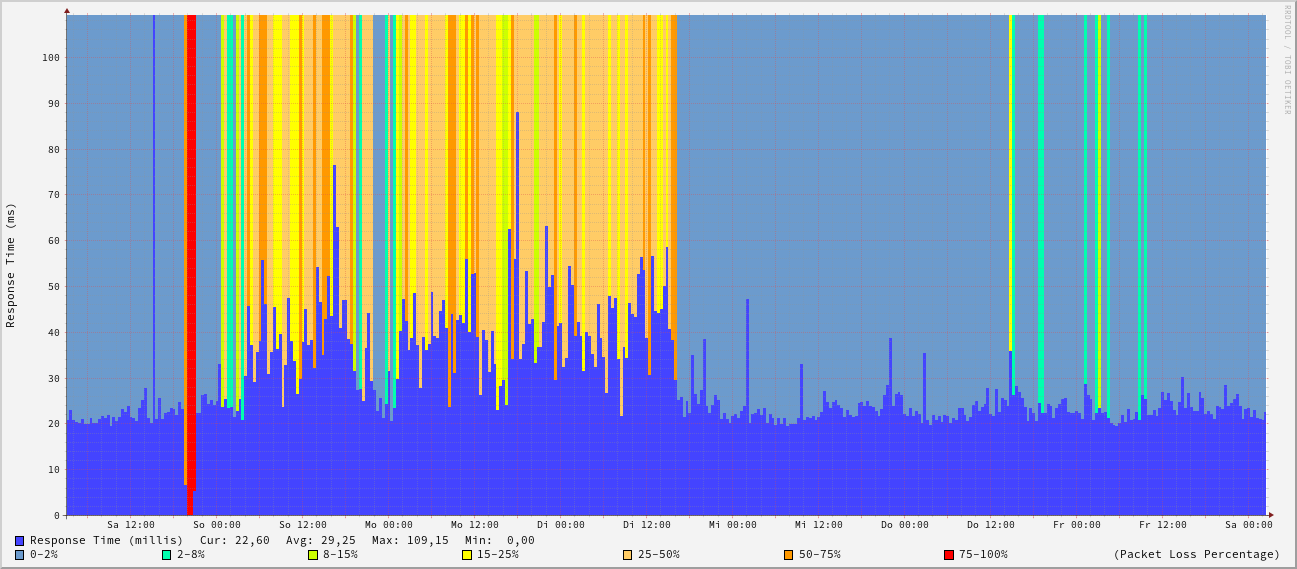 RRDTOOL / TOBI OETIKER
Response Time (ms)
100
90
80
70
60
50
40
30
20
10
0
Sa 12:00 So 00:00 So 12:00 Mo 00:00 Mo 12:00 Di 00:00 Di 12:00 Mi 00:00 Mi 12:00 Do 00:00 Do 12:00 Fr 00:00 Fr 12:00 Sa 00:00
Response Time (millis) Cur: 22,60 Avg: 29,25 Max: 109,15 Min: 0,00
0-2% 2-8% 8-15% 15-25% 25-50% 50-75% 75-100% (Packet Loss Percentage)